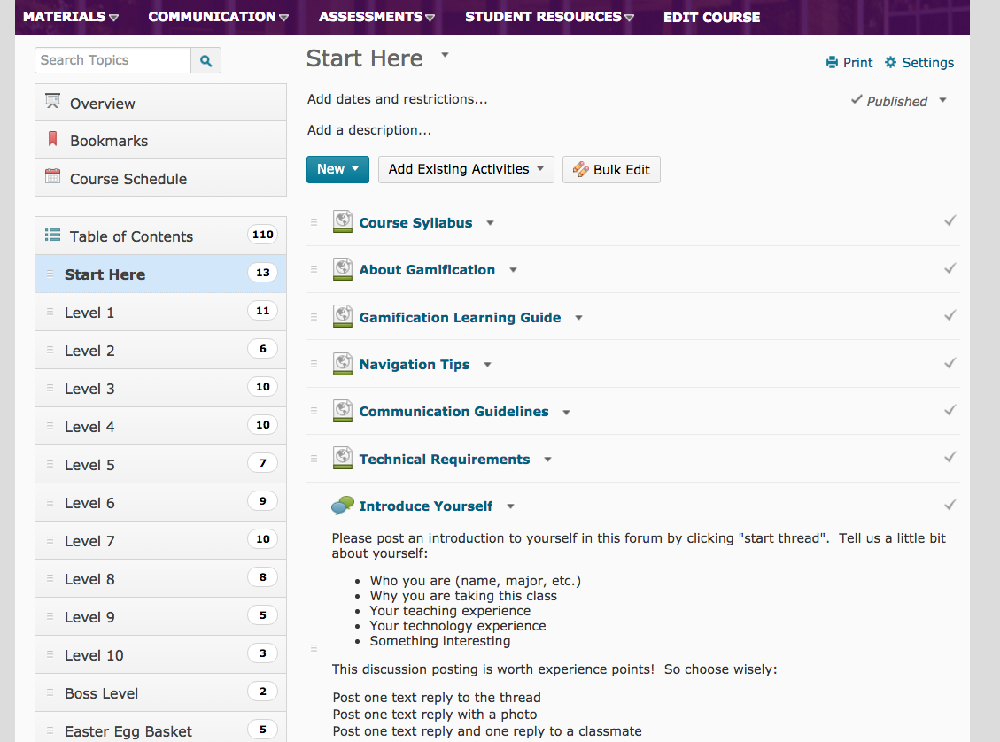 MATERIALS COMMUNICATION ASSESSMENTS STUDENT RESOURCES EDIT COURSE
Search Topics
Overview
Bookmarks
Course Schedule
Table of Contents 110
Start Here 13
Level 1 11
Level 2 6
Level 3 10
Level 4 10
Level 5 7
Level 6 9
Level 7 10
Level 8 8
Level 9 5
Level 10 3
Boss Level 2
Easter Egg Basket 5
Start Here
Print Settings
Add dates and restrictions...
Published
Add a description...
New Add Existing Activities Bulk Edit
Course Syllabus
About Gamification
Gamification Learning Guide
Navigation Tips
Communication Guidelines
Technical Requirements
Introduce Yourself
Please post an introduction to yourself in this forum by clicking "start thread".  Tell us a little bit
about yourself:
• Who you are (name, major, etc.)
• Why you are taking this class
• Your teaching experience
• Your technology experience
• Something interesting
This discussion posting is worth experience points!  So choose wisely:
Post one text reply to the thread
Post one text reply with a photo
Post one text reply and one reply to a classmate